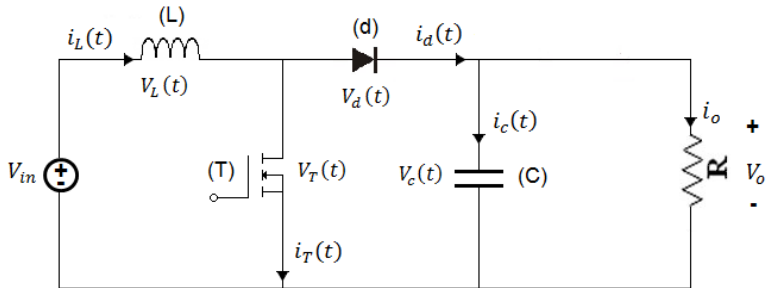 (L)
(d)
i_L(t)
i_d(t)
V_L(t)
V_d(t)
i_c(t)
i_o
+
(T)
V_T(t)
V_in
+
-
V_c(t)
(C)
R
V_o
-
i_T(t)